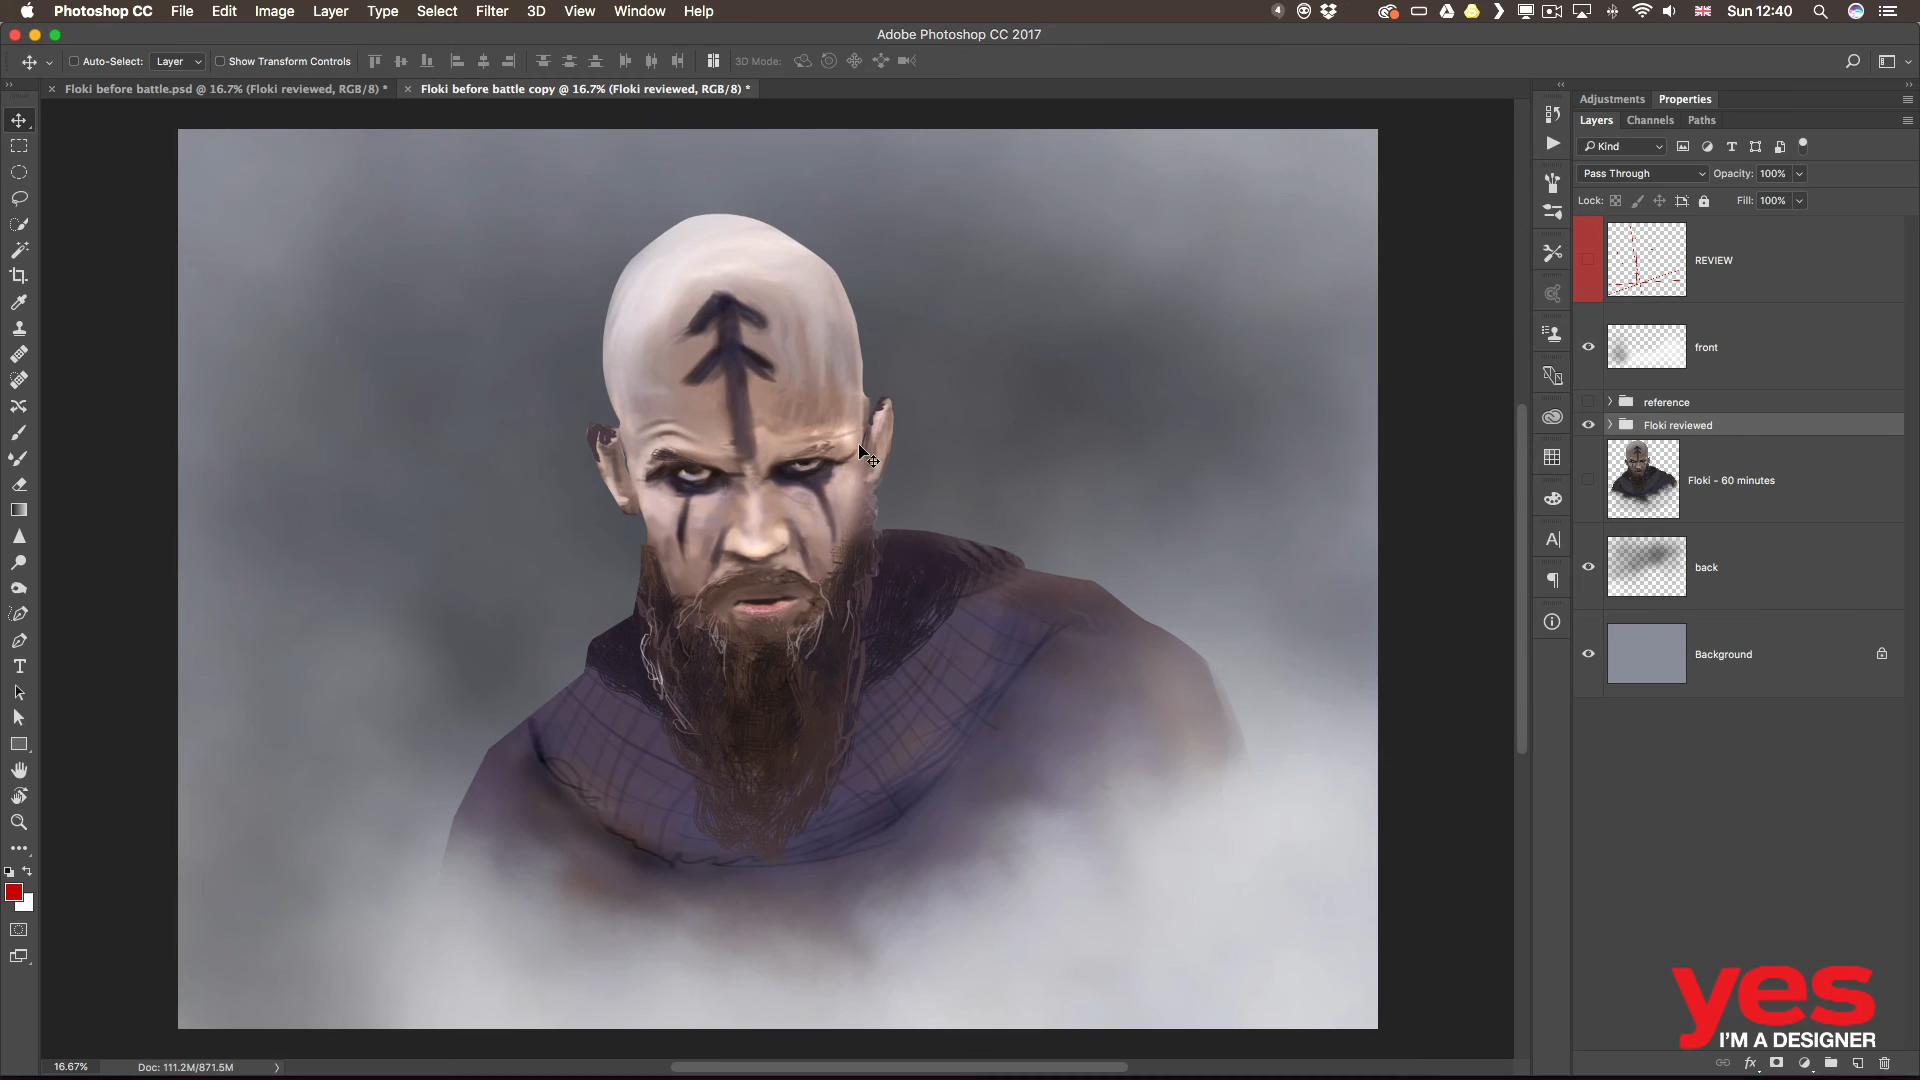 Photoshop CC File Edit Image Layer Type Select Filter 3D View Window Help
4
Sun 12:40
Adobe Photoshop CC 2017
Auto-Select: Layer Show Transform Controls 3D Mode:
Floki before battle.psd @ 16.7% (Floki reviewed, RGB/8) *
Floki before battle copy @ 16.7% (Floki reviewed, RGB/8) *
Adjustments Properties
Layers Channels Paths
Kind
Pass Through Opacity: 100%
Lock: Fill: 100%
REVIEW
front
reference
Floki reviewed
Floki - 60 minutes
back
Background
yes
I'M A DESIGNER
16.67% Doc: 111.2M/871.5M